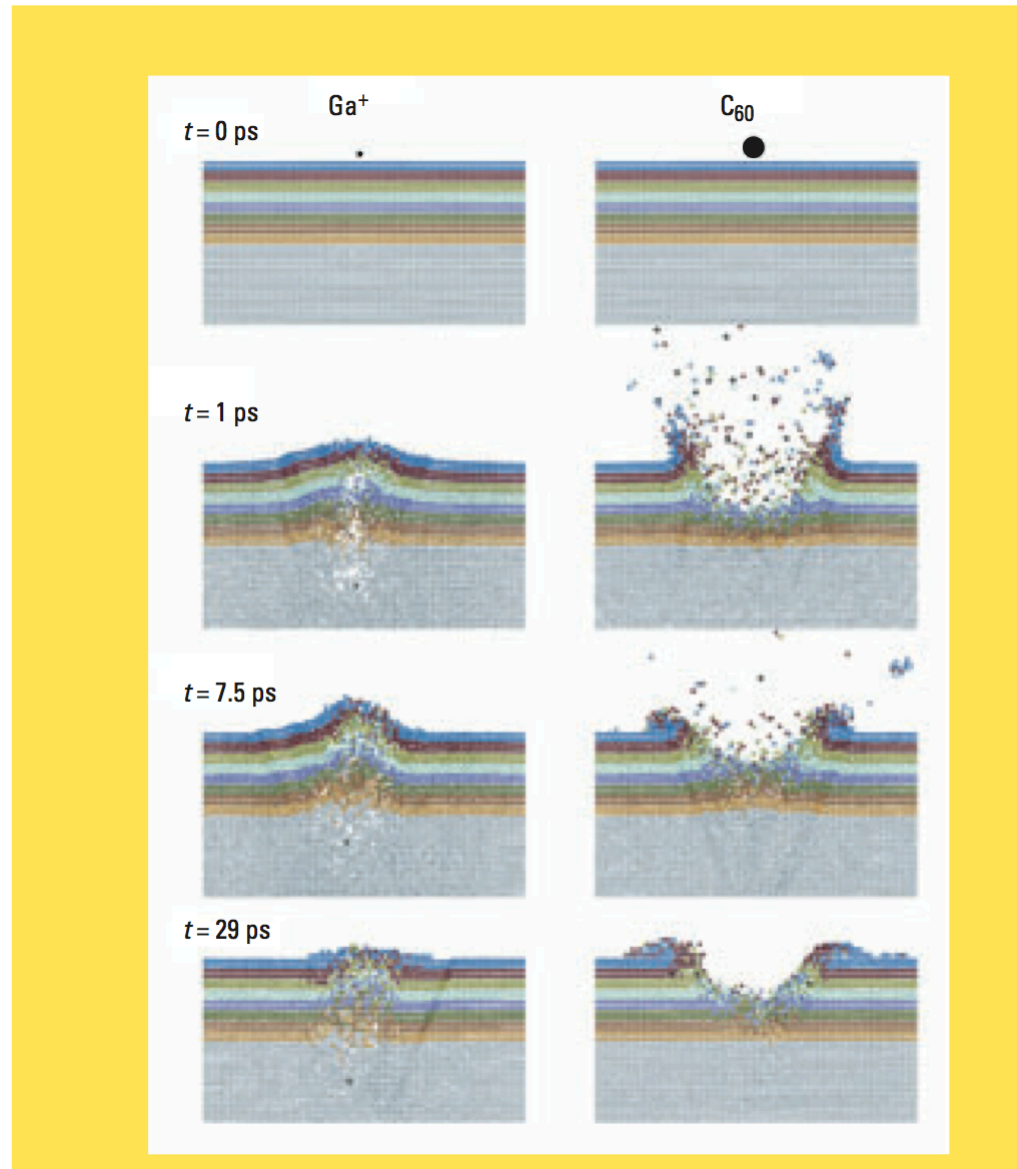 Ga⁺ C₆₀
t = 0 ps
t = 1 ps
t = 7.5 ps
t = 29 ps